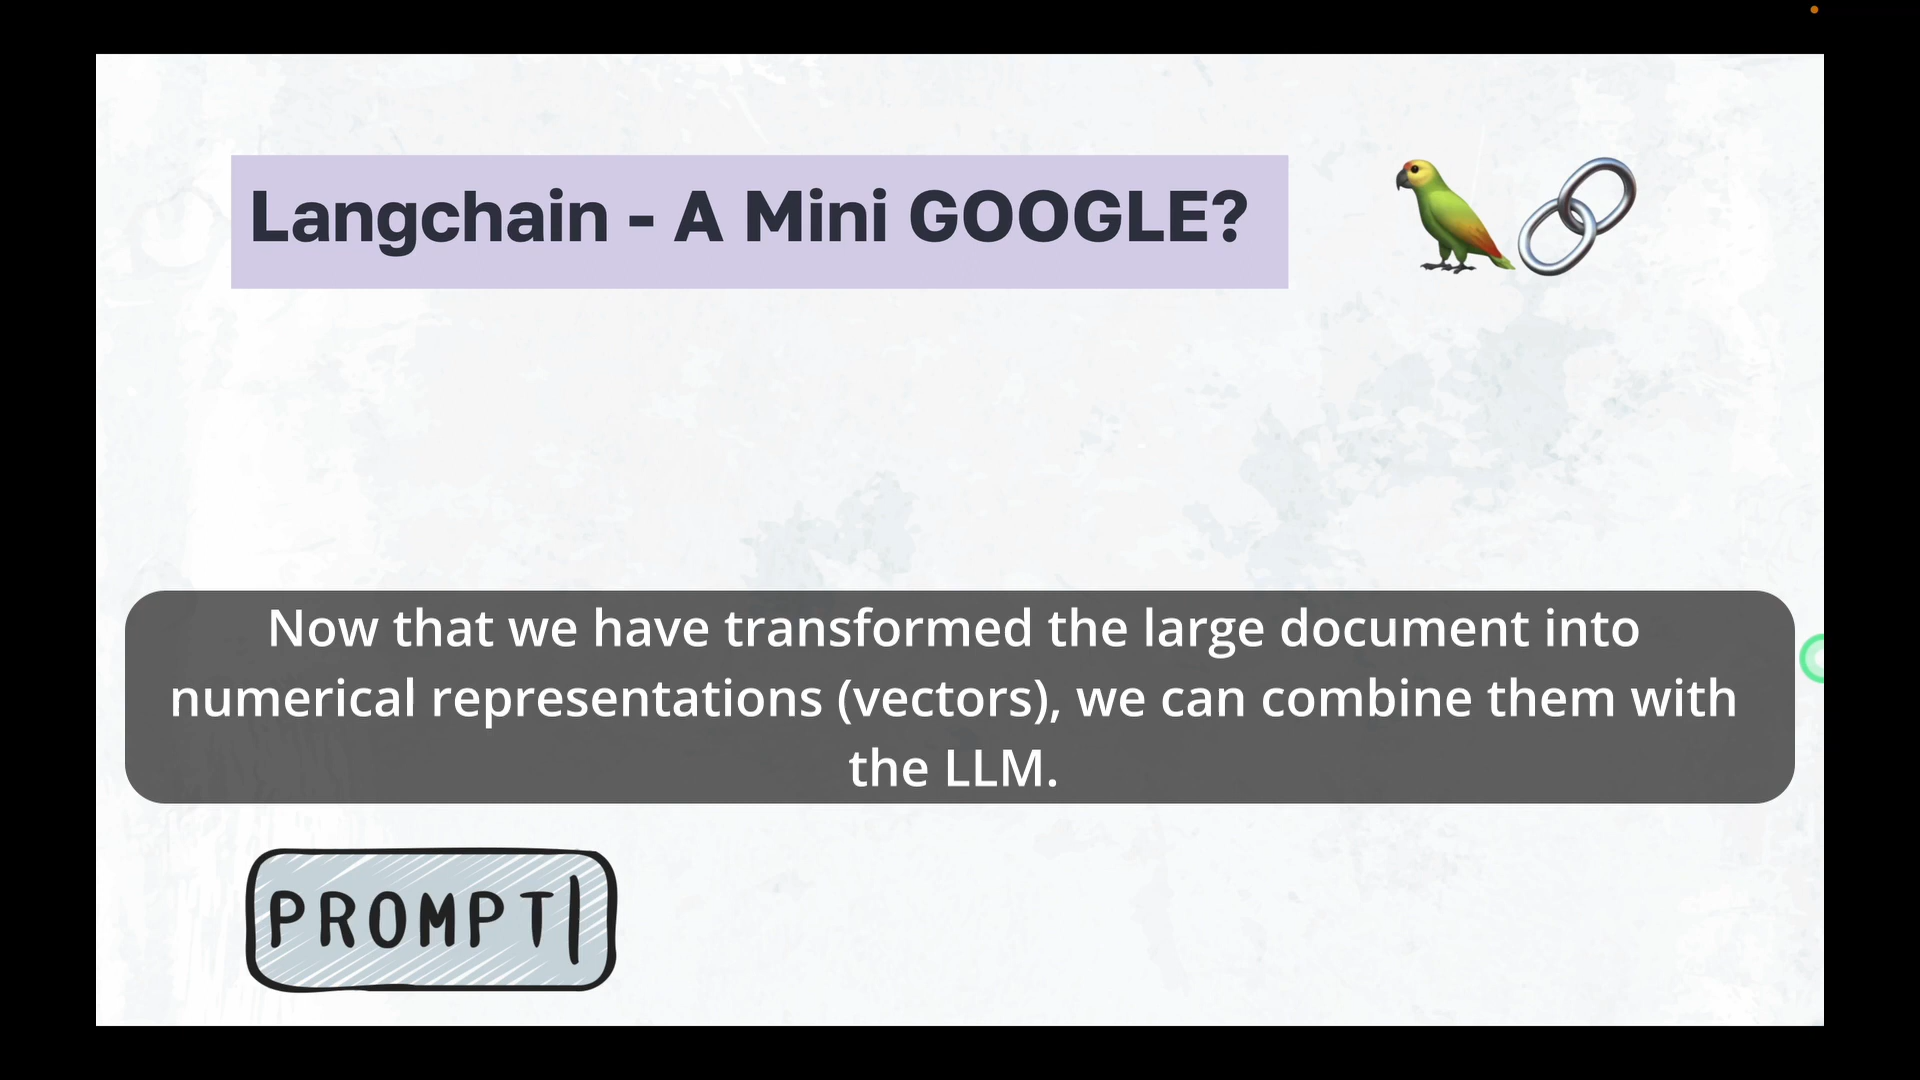 Langchain - A Mini GOOGLE?
Now that we have transformed the large document into
numerical representations (vectors), we can combine them with
the LLM.
PROMPT